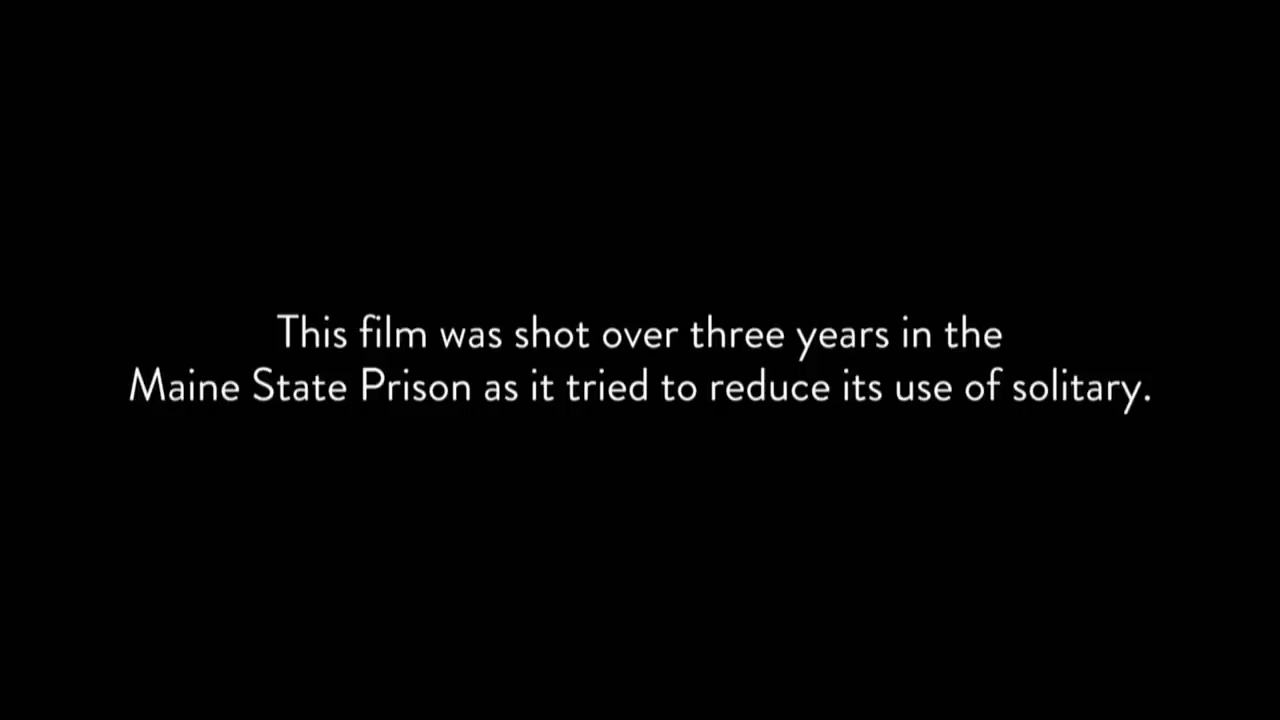 This film was shot over three years in the
Maine State Prison as it tried to reduce its use of solitary.